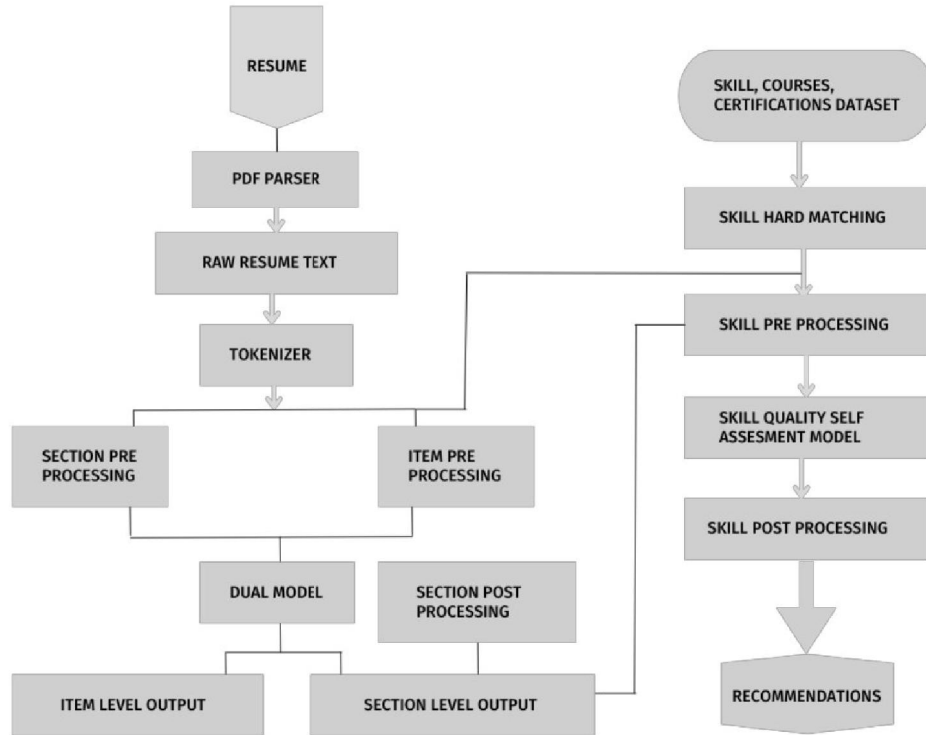 RESUME
PDF PARSER
RAW RESUME TEXT
TOKENIZER
SECTION PRE
PROCESSING
ITEM PRE
PROCESSING
DUAL MODEL
SECTION POST
PROCESSING
ITEM LEVEL OUTPUT
SECTION LEVEL OUTPUT
SKILL, COURSES,
CERTIFICATIONS DATASET
SKILL HARD MATCHING
SKILL PRE PROCESSING
SKILL QUALITY SELF
ASSESMENT MODEL
SKILL POST PROCESSING
RECOMMENDATIONS